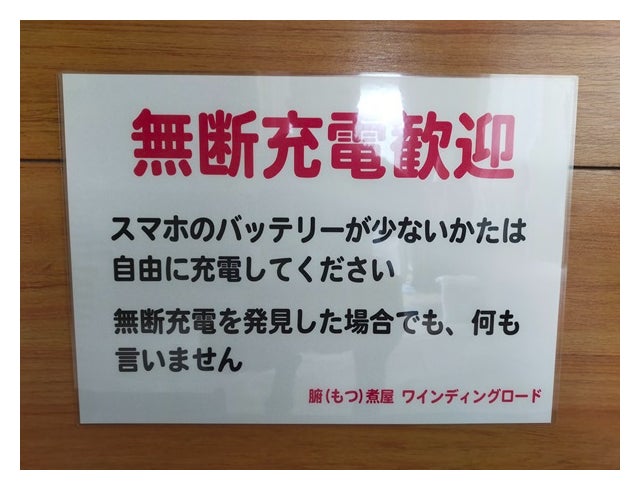 無断充電歓迎
スマホのバッテリーが少ないかたは
自由に充電してください
無断充電を発見した場合でも、何も
言いません
腑(もつ)煮屋 ワインディングロード